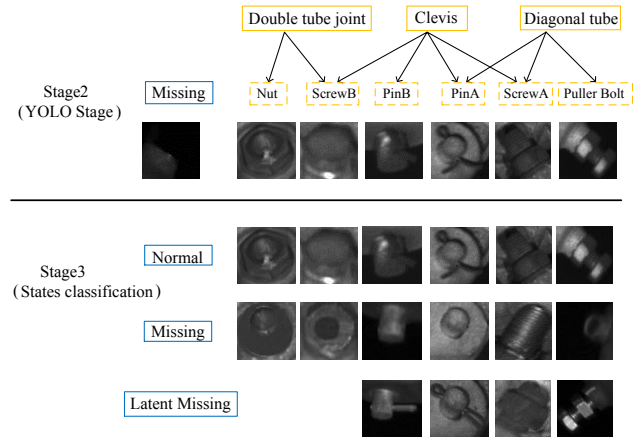 Double tube joint Clevis Diagonal tube
Stage2
(YOLO Stage)
Missing Nut ScrewB PinB PinA ScrewA Puller Bolt
Stage3
(States classification)
Normal
Missing
Latent Missing